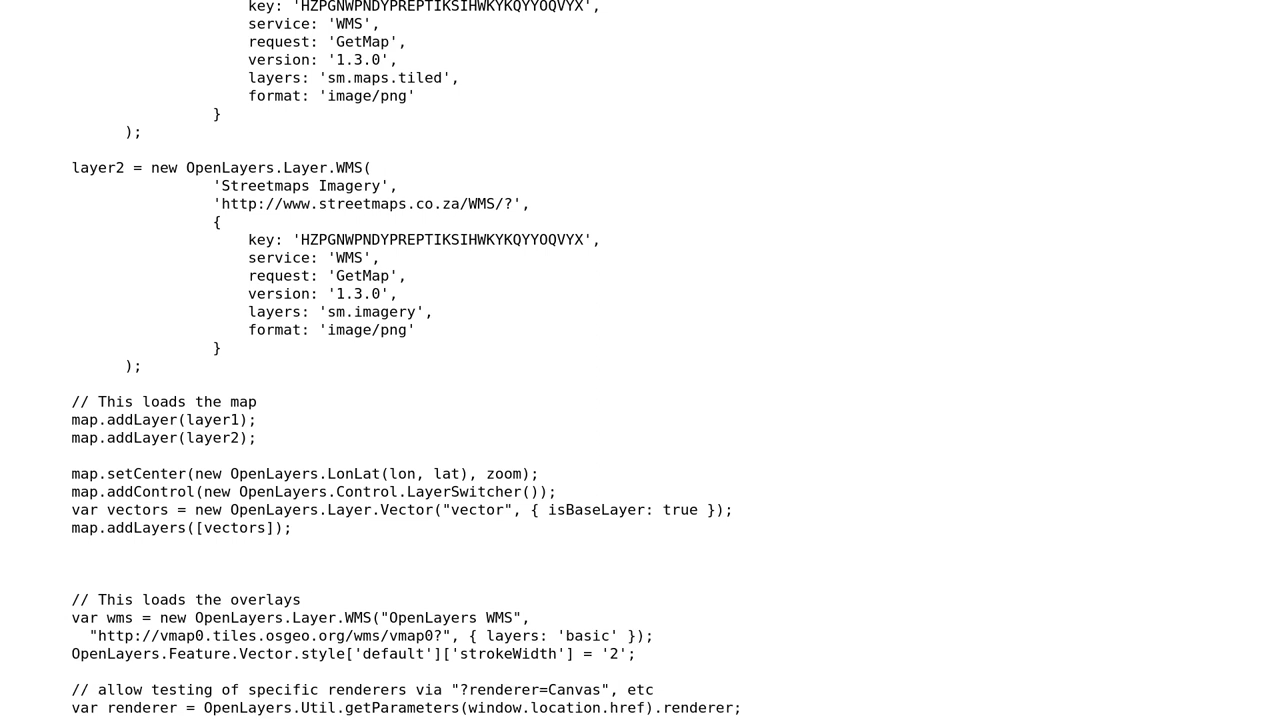 key: 'HZPGNWPNDYPREPTIKSIHWKYKQYYOQVYX',
service: 'WMS',
request: 'GetMap',
version: '1.3.0',
layers: 'sm.maps.tiled',
format: 'image/png'
}
);
layer2 = new OpenLayers.Layer.WMS(
'Streetmaps Imagery',
'http://www.streetmaps.co.za/WMS/?',
{
key: 'HZPGNWPNDYPREPTIKSIHWKYKQYYOQVYX',
service: 'WMS',
request: 'GetMap',
version: '1.3.0',
layers: 'sm.imagery',
format: 'image/png'
}
);
// This loads the map
map.addLayer(layer1);
map.addLayer(layer2);
map.setCenter(new OpenLayers.LonLat(lon, lat), zoom);
map.addControl(new OpenLayers.Control.LayerSwitcher());
var vectors = new OpenLayers.Layer.Vector("vector", { isBaseLayer: true });
map.addLayers([vectors]);
// This loads the overlays
var wms = new OpenLayers.Layer.WMS("OpenLayers WMS",
"http://vmap0.tiles.osgeo.org/wms/vmap0?", { layers: 'basic' });
OpenLayers.Feature.Vector.style['default']['strokeWidth'] = '2';
// allow testing of specific renderers via "?renderer=Canvas", etc
var renderer = OpenLayers.Util.getParameters(window.location.href).renderer;